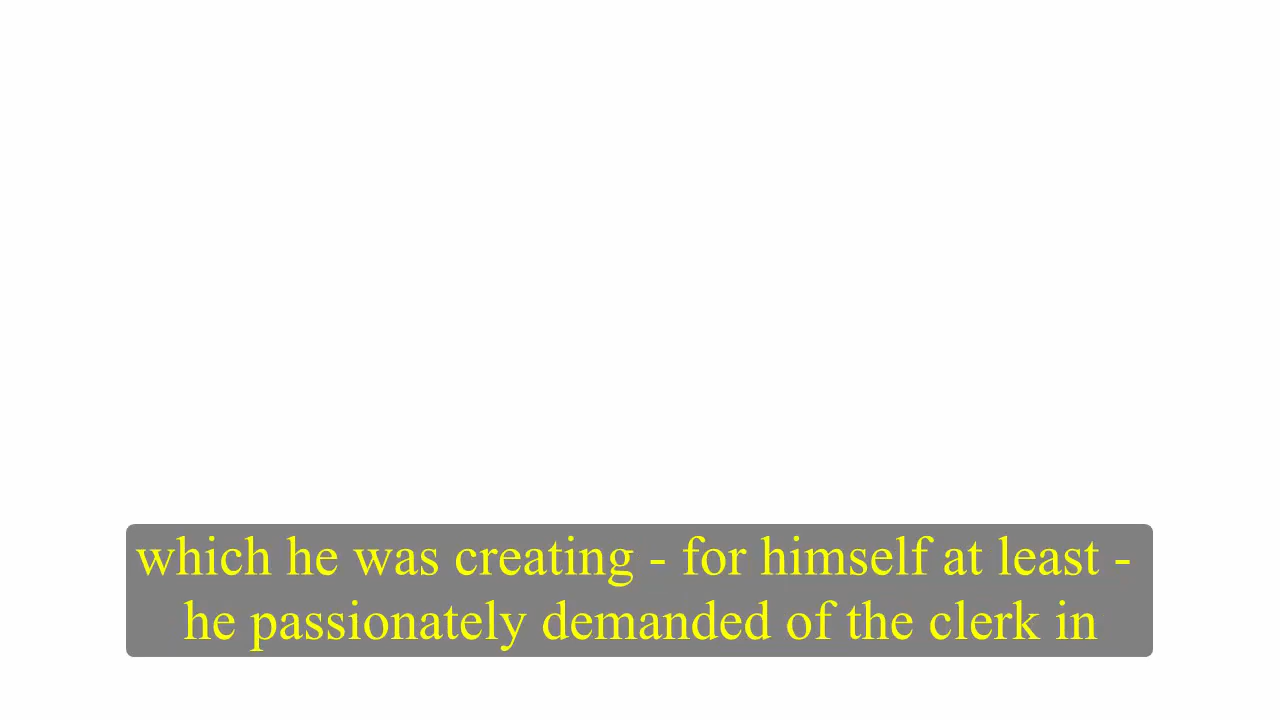 which he was creating - for himself at least -
he passionately demanded of the clerk in